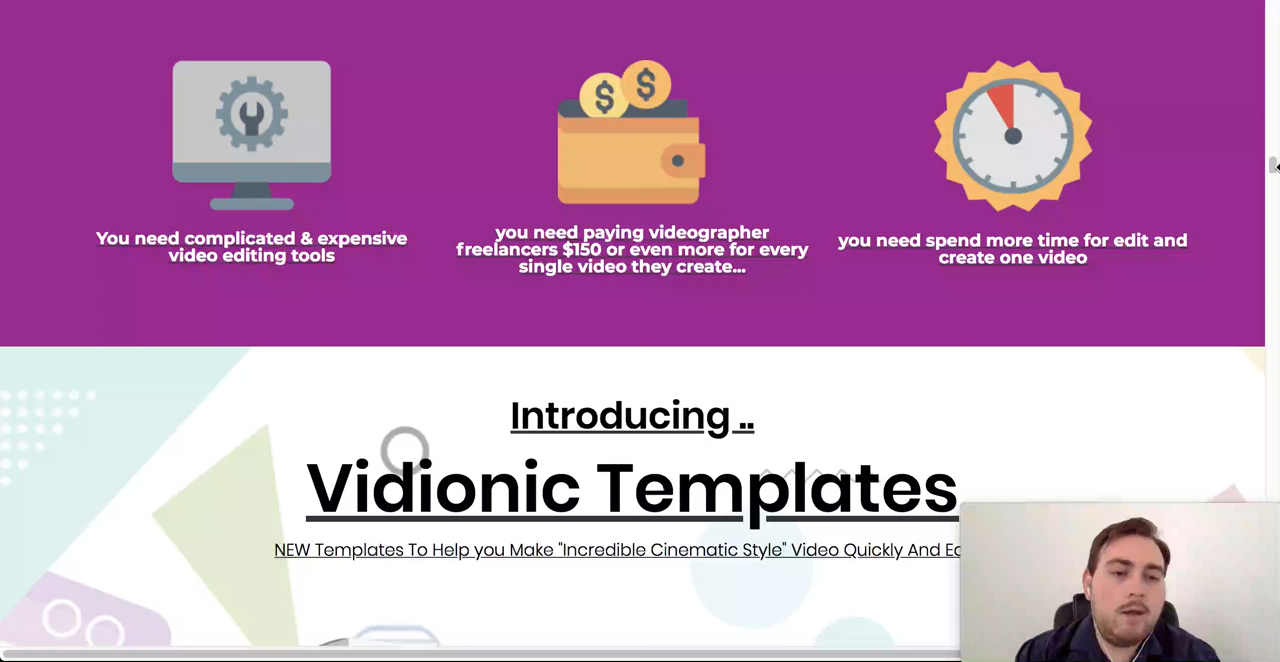 You need complicated & expensive
video editing tools
you need paying videographer
freelancers $150 or even more for every
single video they create...
you need spend more time for edit and
create one video
Introducing ..
Vidionic Templates
NEW Templates To Help you Make "Incredible Cinematic Style" Video Quickly And